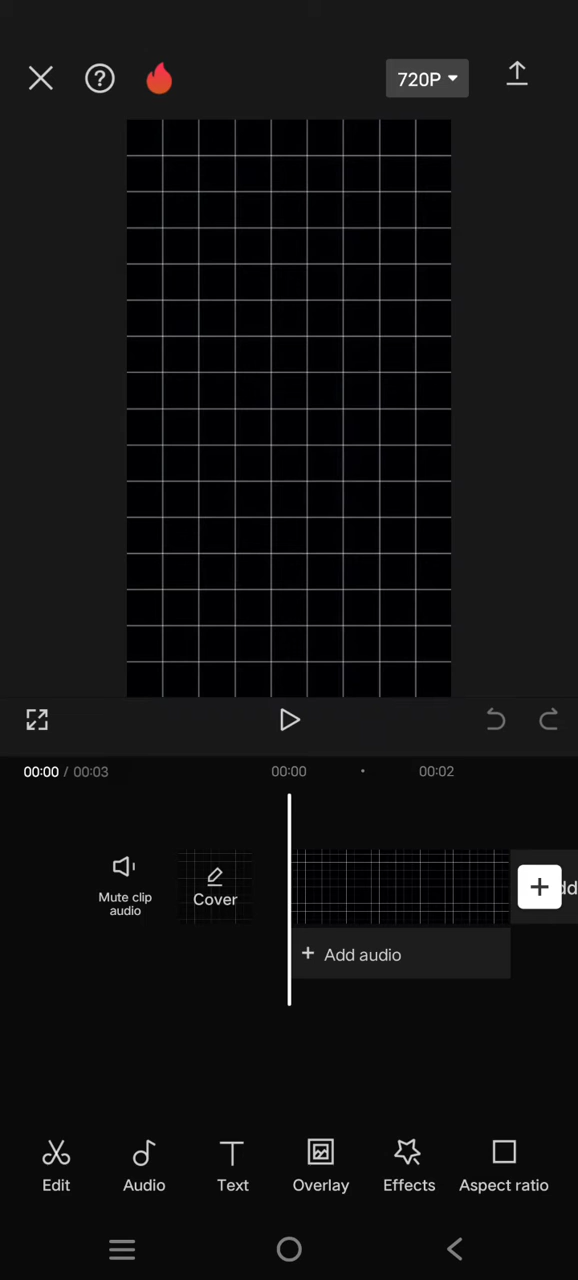 720P
00:00 / 00:03
00:00
00:02
Mute clip
audio
Cover
dd
Add audio
Edit
Audio
Text
Overlay
Effects
Aspect ratio